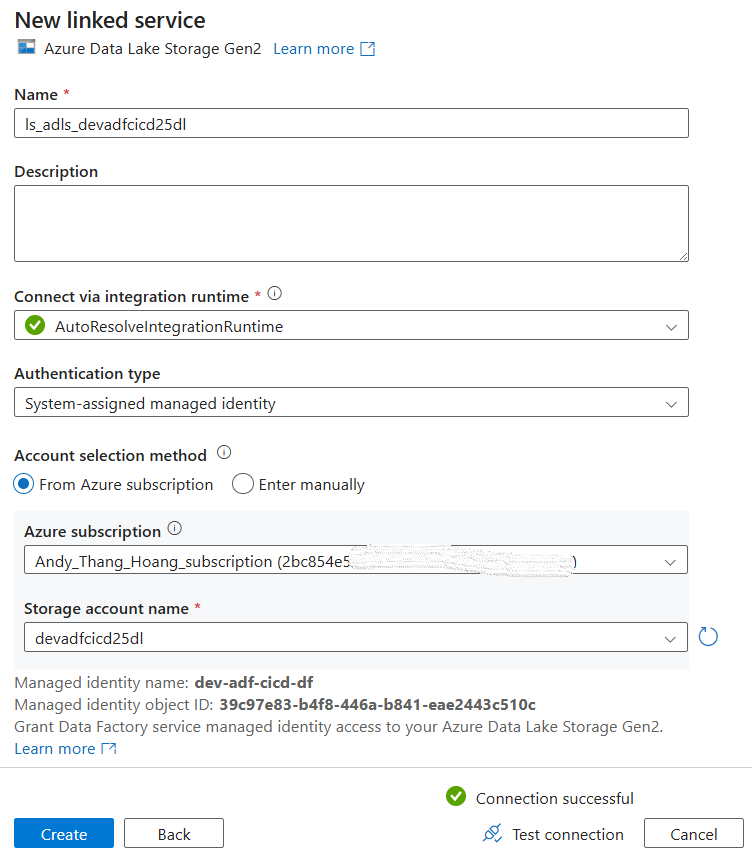 New linked service
Azure Data Lake Storage Gen2 Learn more
Name *
ls_adls_devadfcicd25dl
Description
Connect via integration runtime *
AutoResolveIntegrationRuntime
Authentication type
System-assigned managed identity
Account selection method
From Azure subscription Enter manually
Azure subscription
Andy_Thang_Hoang_subscription (2bc854e5 )
Storage account name *
devadfcicd25dl
Managed identity name: dev-adf-cicd-df
Managed identity object ID: 39c97e83-b4f8-446a-b841-eae2443c510c
Grant Data Factory service managed identity access to your Azure Data Lake Storage Gen2.
Learn more
Connection successful
Create Back Test connection Cancel